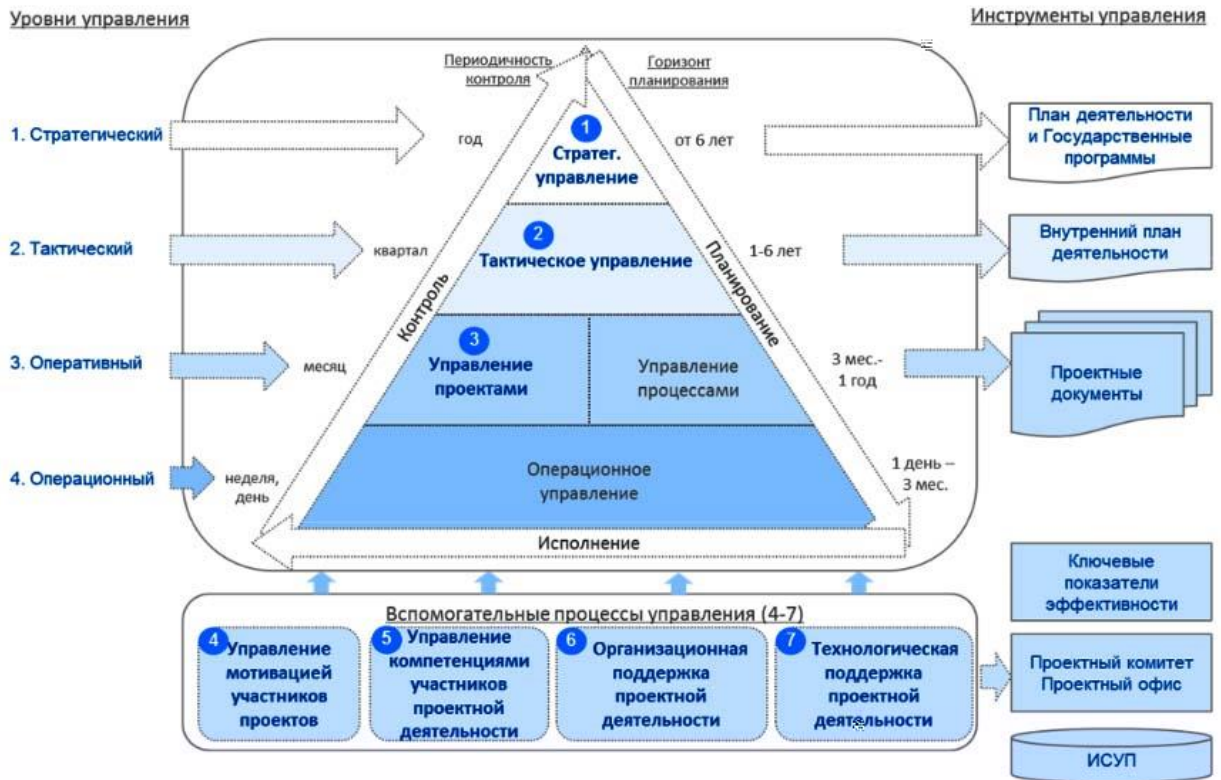 Уровни управления
Инструменты управления
Периодичность
контроля
Горизонт
планирования
1. Стратегический
год
1
Стратег.
управление
от 6 лет
План деятельности
и Государственные
программы
2. Тактический
квартал
2
Тактическое управление
1-6 лет
Внутренний план
деятельности
Контроль
Планирование
3. Оперативный
месяц
3
Управление
проектами
Управление
процессами
3 мес.-
1 год
Проектные
документы
4. Операционный
неделя,
день
Операционное
управление
1 день –
3 мес.
Исполнение
Ключевые
показатели
эффективности
Вспомогательные процессы управления (4-7)
4
Управление
мотивацией
участников
проектов
5
Управление
компетенциями
участников
проектной
деятельности
6
Организационная
поддержка
проектной
деятельности
7
Технологическая
поддержка
проектной
деятельности
Проектный комитет
Проектный офис
ИСУП